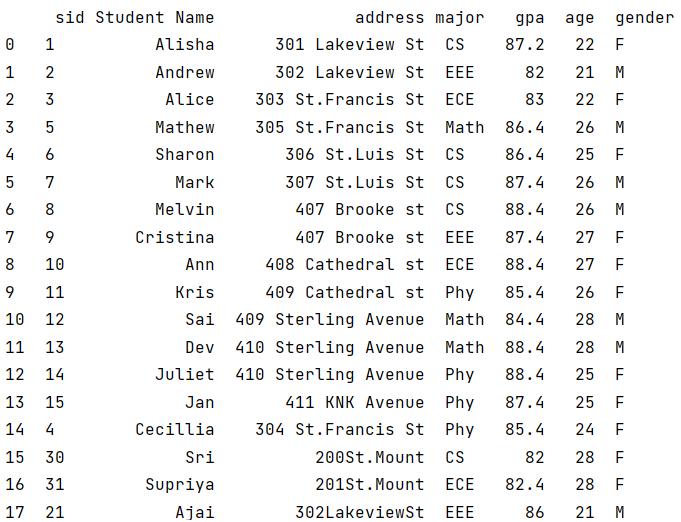 sid Student Name address major gpa age gender
0 1 Alisha 301 Lakeview St CS 87.2 22 F
1 2 Andrew 302 Lakeview St EEE 82 21 M
2 3 Alice 303 St.Francis St ECE 83 22 F
3 5 Mathew 305 St.Francis St Math 86.4 26 M
4 6 Sharon 306 St.Luis St CS 86.4 25 F
5 7 Mark 307 St.Luis St CS 87.4 26 M
6 8 Melvin 407 Brooke st CS 88.4 26 M
7 9 Cristina 407 Brooke st EEE 87.4 27 F
8 10 Ann 408 Cathedral st ECE 88.4 27 F
9 11 Kris 409 Cathedral st Phy 85.4 26 F
10 12 Sai 409 Sterling Avenue Math 84.4 28 M
11 13 Dev 410 Sterling Avenue Math 88.4 28 M
12 14 Juliet 410 Sterling Avenue Phy 88.4 25 F
13 15 Jan 411 KNK Avenue Phy 87.4 25 F
14 4 Cecillia 304 St.Francis St Phy 85.4 24 F
15 30 Sri 200St.Mount CS 82 28 F
16 31 Supriya 201St.Mount ECE 82.4 28 F
17 21 Ajai 302LakeviewSt EEE 86 21 M